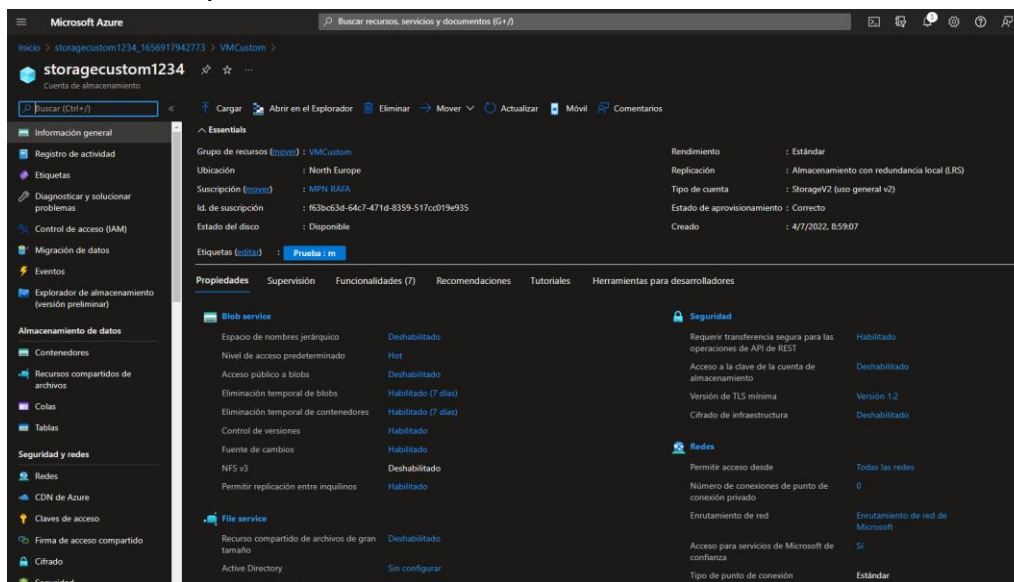 Microsoft Azure
Buscar recursos, servicios y documentos (G+/)
Inicio > storagecustom1234_1656917942773 > VMCustom >
storagecustom1234
Cuenta de almacenamiento
Buscar (Ctrl+/)
«
Cargar
Abrir en el Explorador
Eliminar
Mover
Actualizar
Móvil
Comentarios
Información general
Registro de actividad
Etiquetas
Diagnosticar y solucionar
problemas
Control de acceso (IAM)
Migración de datos
Eventos
Explorador de almacenamiento
(versión preliminar)
Almacenamiento de datos
Contenedores
Recursos compartidos de
archivos
Colas
Tablas
Seguridad y redes
Redes
CDN de Azure
Claves de acceso
Firma de acceso compartido
Cifrado
Seguridad
Essentials
Grupo de recursos (mover) : VMCustom
Ubicación : North Europe
Suscripción (mover) : MPN RAFA
Id. de suscripción : f63bc63d-64c7-471d-8359-517cc019e935
Estado del disco : Disponible
Etiquetas (editar) : Prueba : m
Rendimiento : Estándar
Replicación : Almacenamiento con redundancia local (LRS)
Tipo de cuenta : StorageV2 (uso general v2)
Estado de aprovisionamiento : Correcto
Creado : 4/7/2022, 8:59:07
Propiedades
Supervisión
Funcionalidades (7)
Recomendaciones
Tutoriales
Herramientas para desarrolladores
Blob service
Espacio de nombres jerárquico Deshabilitado
Nivel de acceso predeterminado Hot
Acceso público a blobs Deshabilitado
Eliminación temporal de blobs Habilitado (7 días)
Eliminación temporal de contenedores Habilitado (7 días)
Control de versiones Habilitado
Fuente de cambios Habilitado
NFS v3 Deshabilitado
Permitir replicación entre inquilinos Habilitado
File service
Recurso compartido de archivos de gran Deshabilitado
tamaño
Active Directory Sin configurar
Seguridad
Requerir transferencia segura para las Habilitado
operaciones de API de REST
Acceso a la clave de la cuenta de Deshabilitado
almacenamiento
Versión de TLS mínima Versión 1.2
Cifrado de infraestructura Deshabilitado
Redes
Permitir acceso desde Todas las redes
Número de conexiones de punto de 0
conexión privado
Enrutamiento de red Enrutamiento de red de
Microsoft
Acceso para servicios de Microsoft de Sí
confianza
Tipo de punto de conexión Estándar